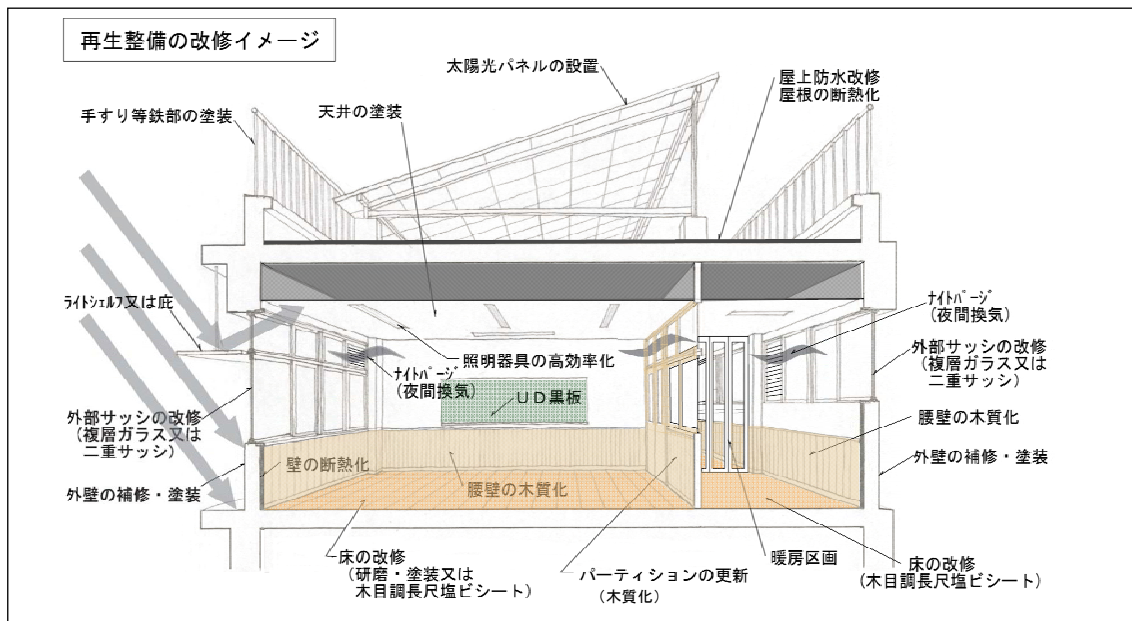 再生整備の改修イメージ
太陽光パネルの設置
屋上防水改修
屋根の断熱化
手すり等鉄部の塗装
天井の塗装
ﾗｲﾄｼｪﾙﾌ又は庇
ﾅｲﾄﾊﾟｰｼﾞ
(夜間換気)
照明器具の高効率化
外部サッシの改修
(複層ガラス又は
二重サッシ)
ﾅｲﾄﾊﾟｰｼﾞ
(夜間換気)
UD黒板
外部サッシの改修
(複層ガラス又は
二重サッシ)
腰壁の木質化
壁の断熱化
外壁の補修・塗装
腰壁の木質化
外壁の補修・塗装
床の改修
(研磨・塗装又は
木目調長尺塩ビシート)
パーティションの更新
(木質化)
暖房区画
床の改修
(木目調長尺塩ビシート)